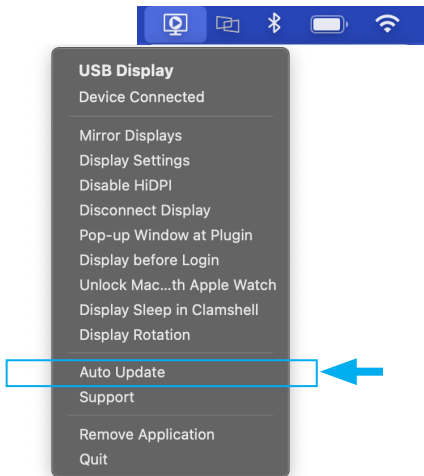 USB Display
Device Connected
Mirror Displays
Display Settings
Disable HiDPI
Disconnect Display
Pop-up Window at Plugin
Display before Login
Unlock Mac...th Apple Watch
Display Sleep in Clamshell
Display Rotation
Auto Update
Support
Remove Application
Quit